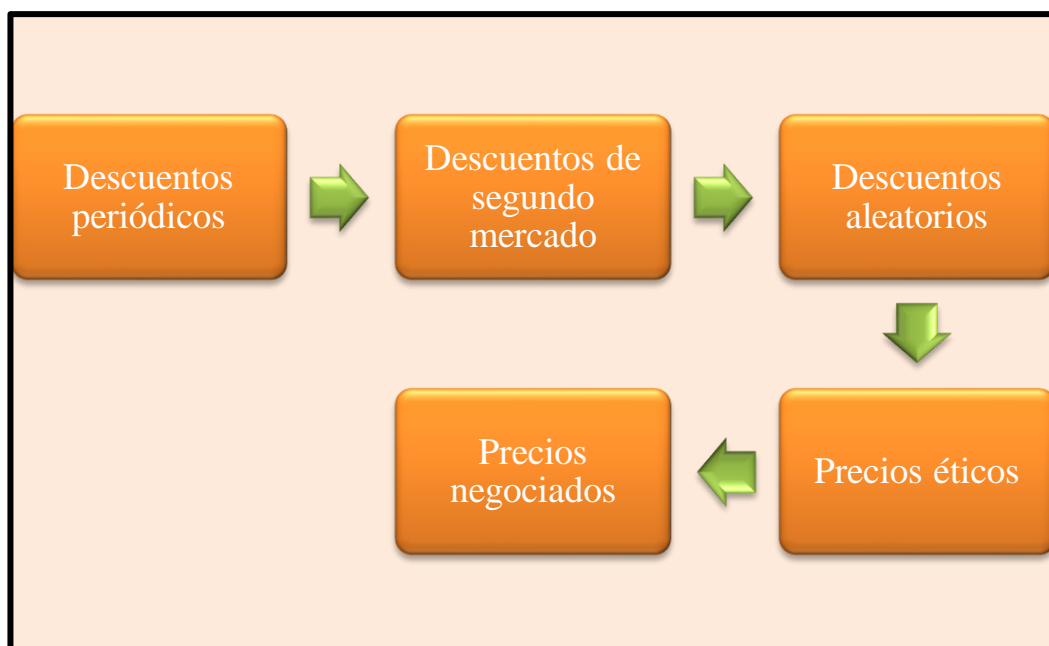 Descuentos
periódicos
Descuentos de
segundo
mercado
Descuentos
aleatorios
Precios éticos
Precios
negociados